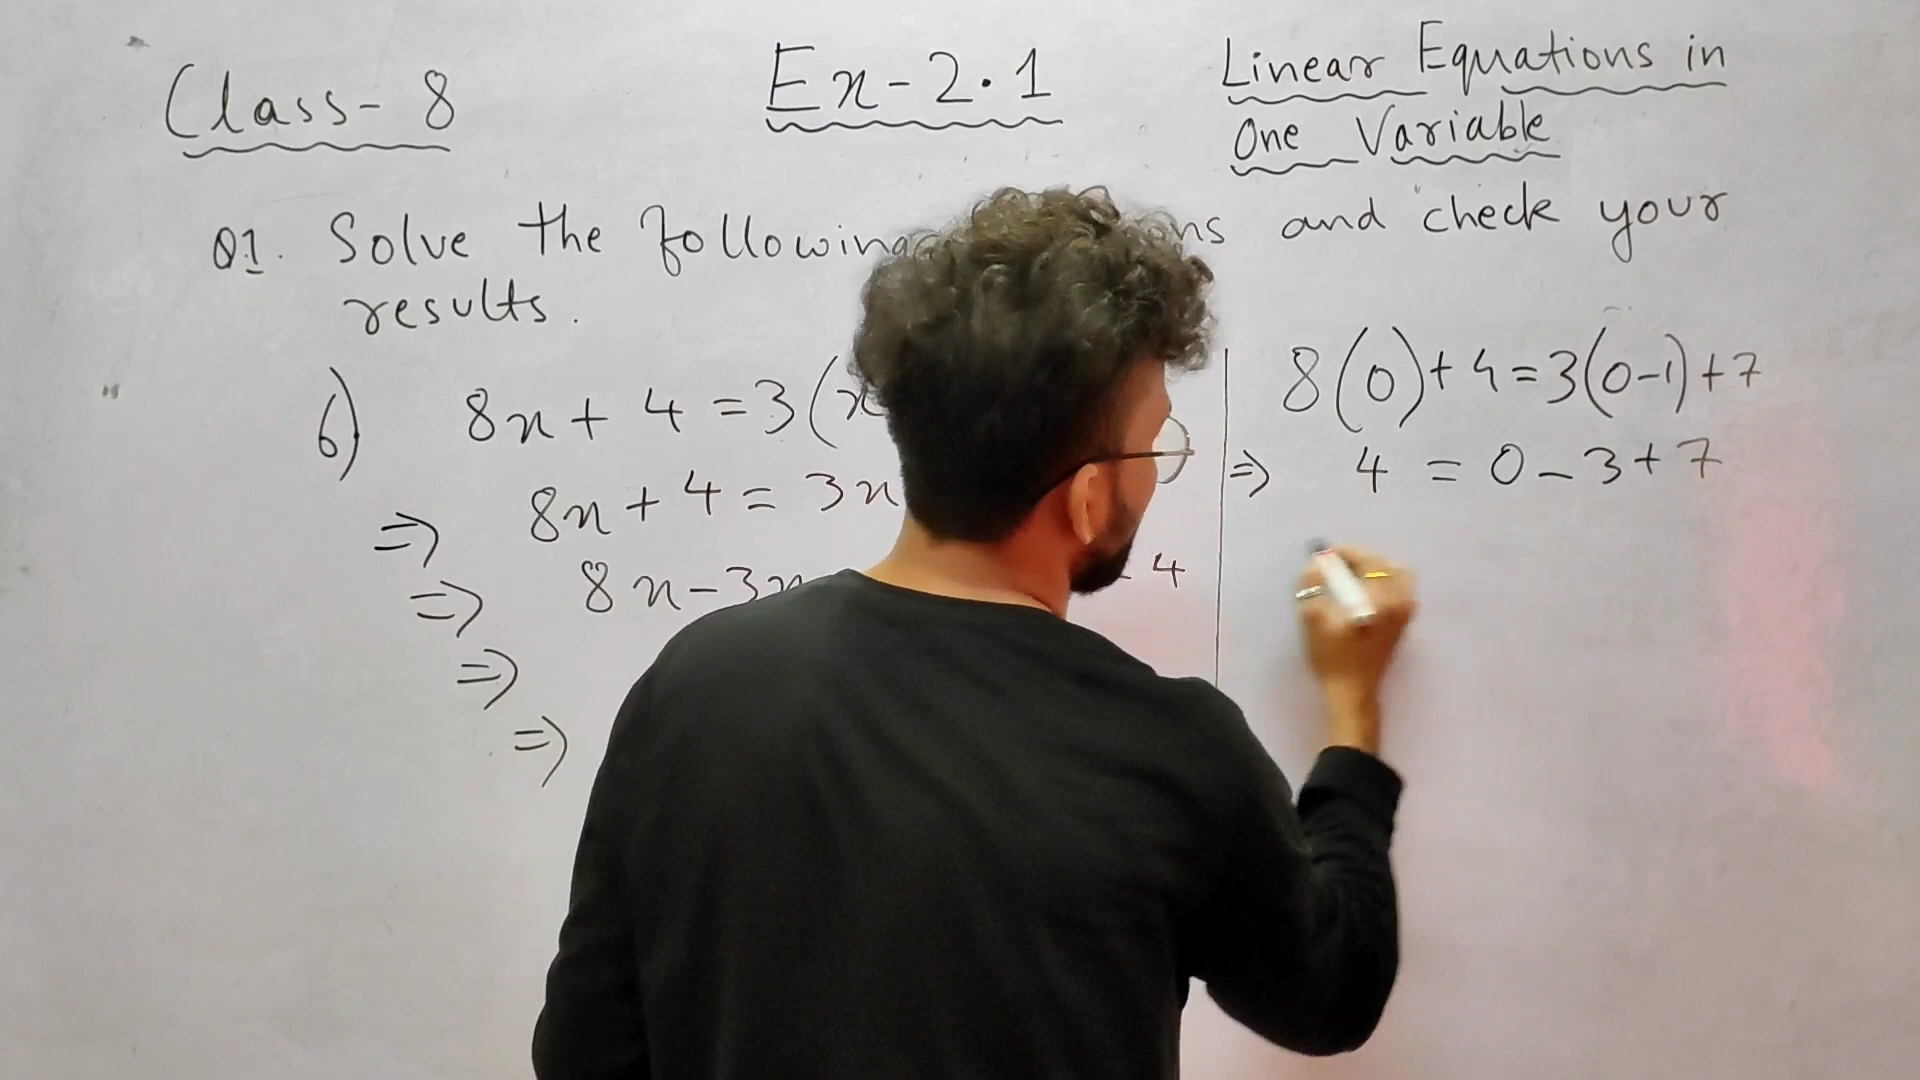 Class-8
Ex-2.1
Linear Equations in
One Variable
Q1. Solve the following and check your
results.
6) 8x + 4 = 3(x
⇒ 8x + 4 = 3x
⇒ 8x - 3x - 4
⇒
⇒
8(0) + 4 = 3(0-1) + 7
⇒ 4 = 0 - 3 + 7